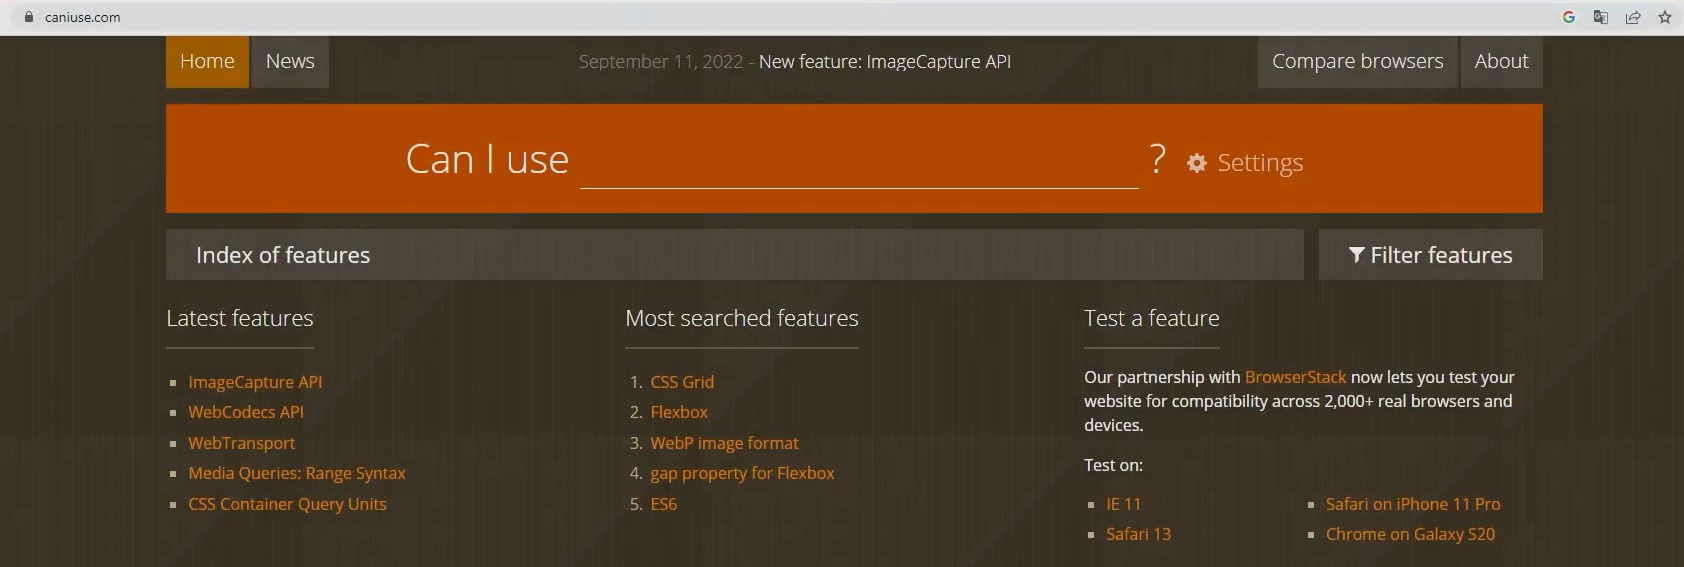 caniuse.com
Home
News
September 11, 2022 - New feature: ImageCapture API
Compare browsers
About
Can I use
?
Settings
Index of features
Filter features
Latest features
ImageCapture API
WebCodecs API
WebTransport
Media Queries: Range Syntax
CSS Container Query Units
Most searched features
1. CSS Grid
2. Flexbox
3. WebP image format
4. gap property for Flexbox
5. ES6
Test a feature
Our partnership with BrowserStack now lets you test your
website for compatibility across 2,000+ real browsers and
devices.
Test on:
IE 11
Safari 13
Safari on iPhone 11 Pro
Chrome on Galaxy S20